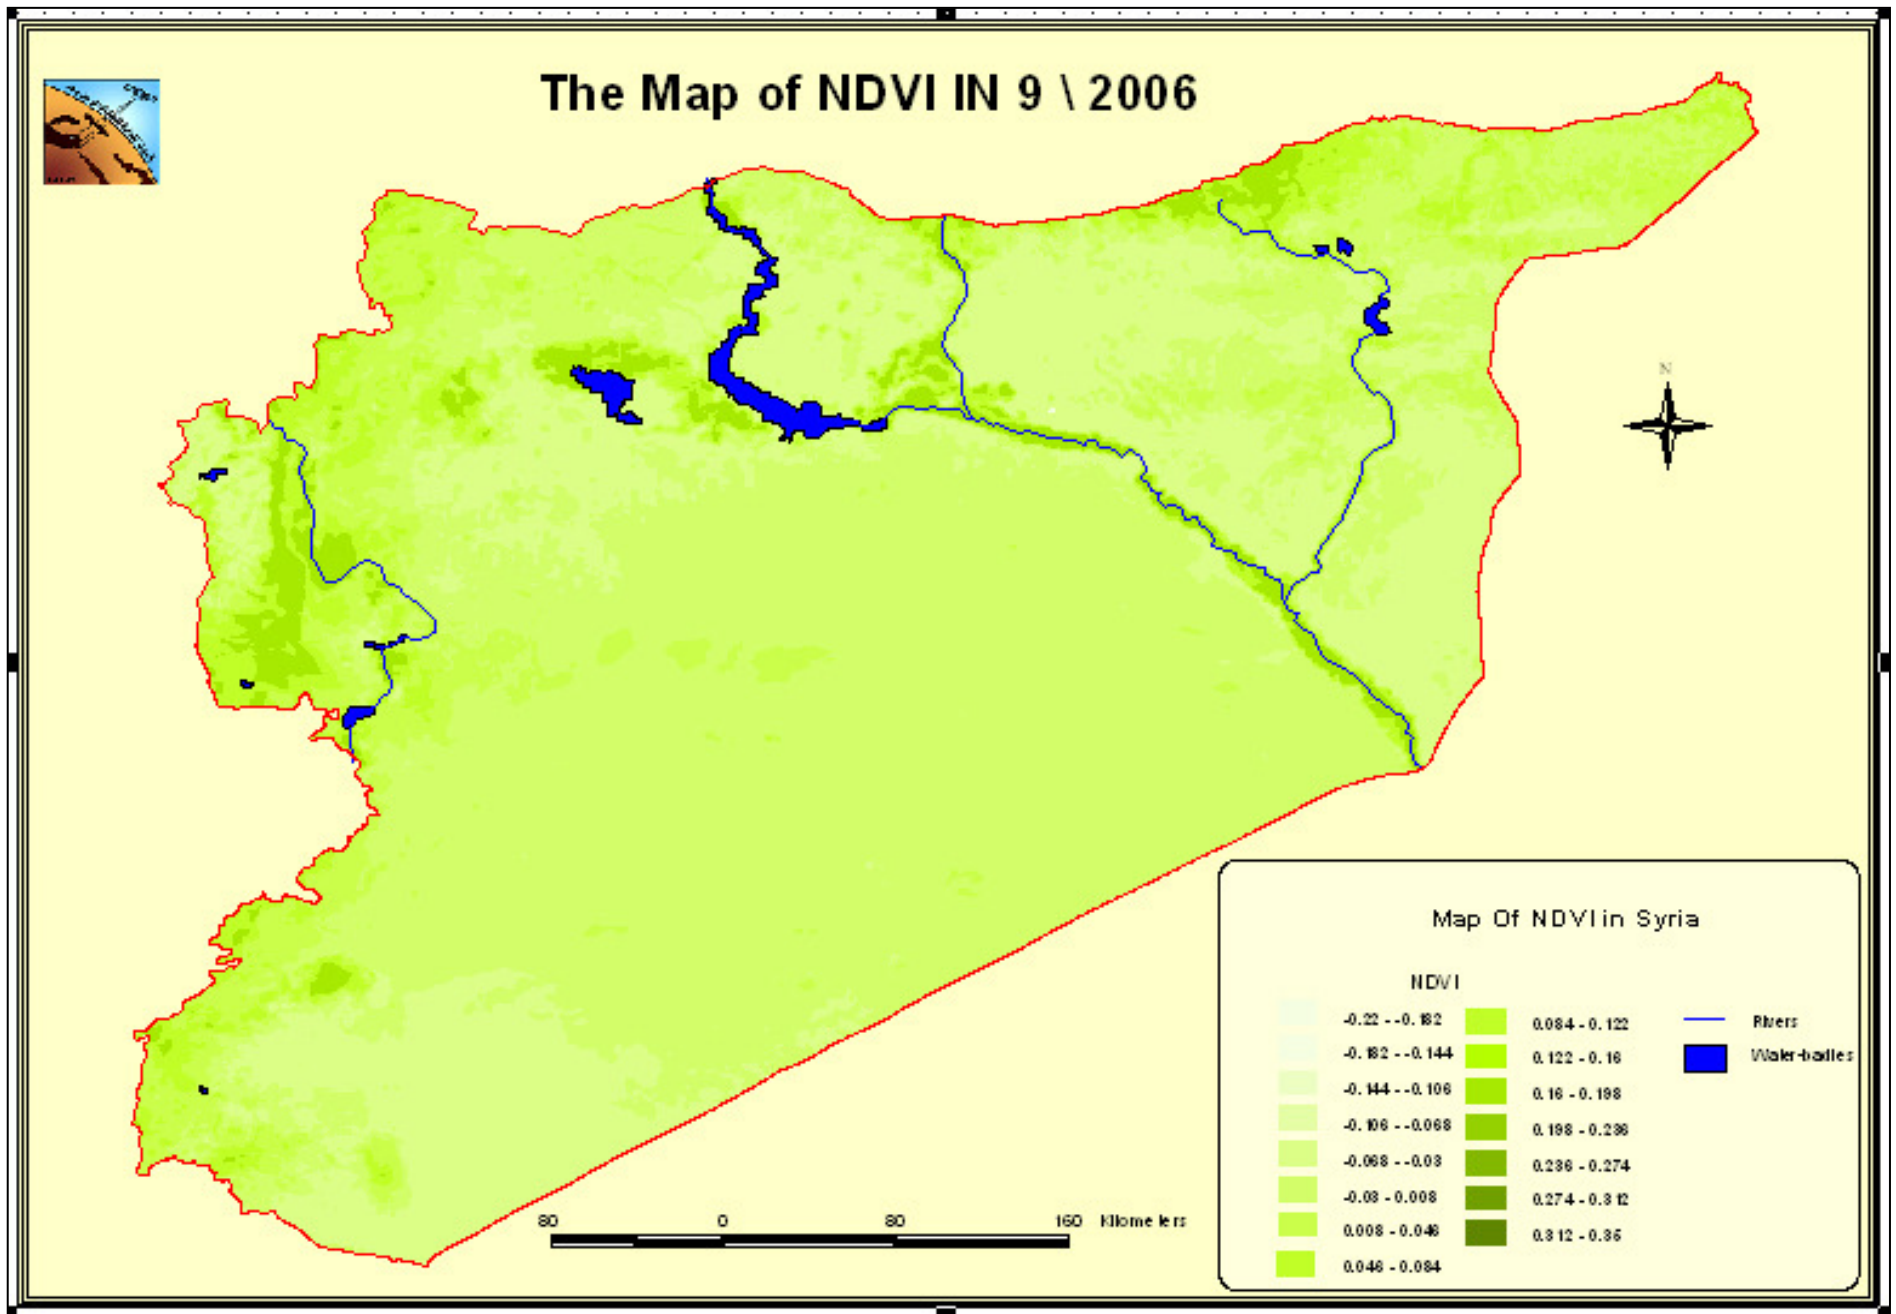 The Map of NDVI IN 9 \ 2006
N
Map Of NDVI in Syria
NDVI
-0.22 - -0.182
-0.182 - -0.144
-0.144 - -0.106
-0.106 - -0.068
-0.068 - -0.03
-0.03 - 0.008
0.008 - 0.046
0.046 - 0.084
0.084 - 0.122
0.122 - 0.16
0.16 - 0.198
0.198 - 0.236
0.236 - 0.274
0.274 - 0.312
0.312 - 0.35
Rivers
Water-badies
80 0 80 160 Kilometers